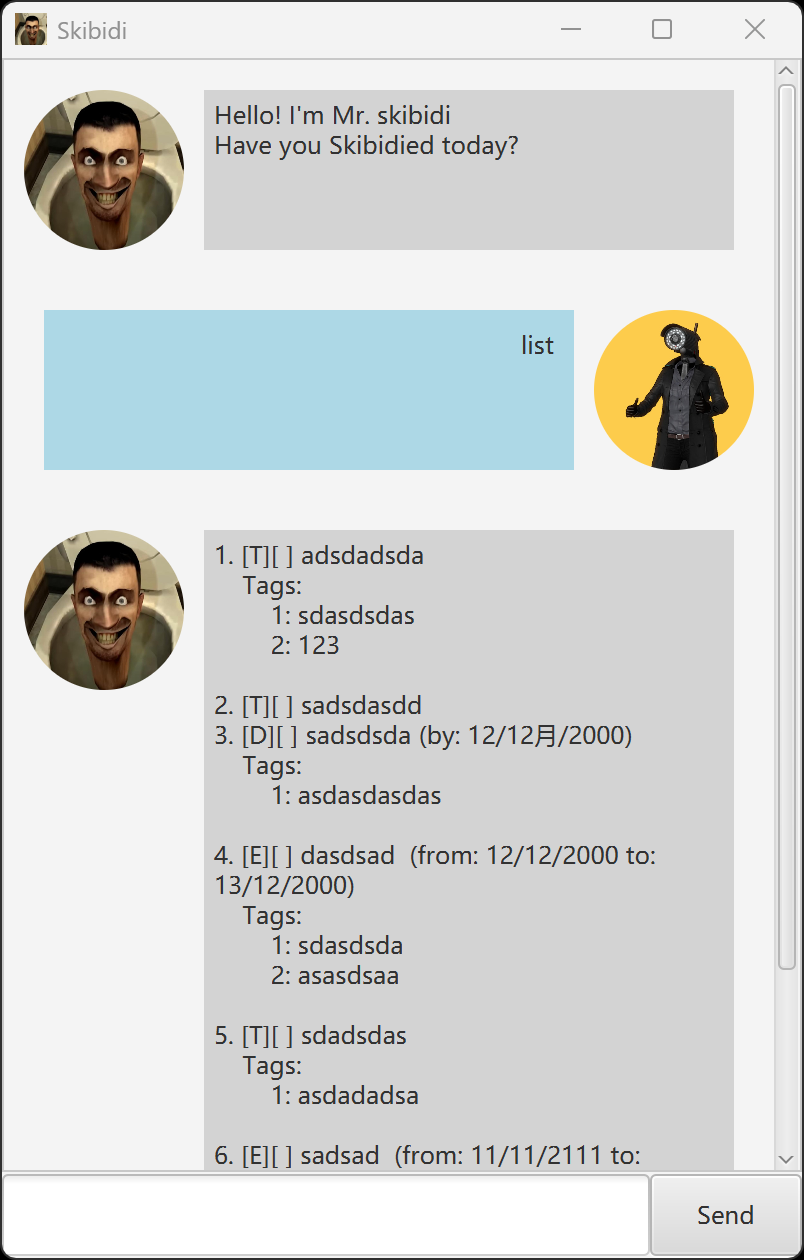 Skibidi
Hello! I'm Mr. skibidi
Have you Skibidied today?
list
1. [T][ ] adsdadsda
Tags:
1: sdasdsdas
2: 123
2. [T][ ] sadsdasdd
3. [D][ ] sadsdsda (by: 12/12月/2000)
Tags:
1: asdasdasdas
4. [E][ ] dasdsad  (from: 12/12/2000 to:
13/12/2000)
Tags:
1: sdasdsda
2: asasdsaa
5. [T][ ] sdadsdas
Tags:
1: asdadadsa
6. [E][ ] sadsad  (from: 11/11/2111 to:
Send